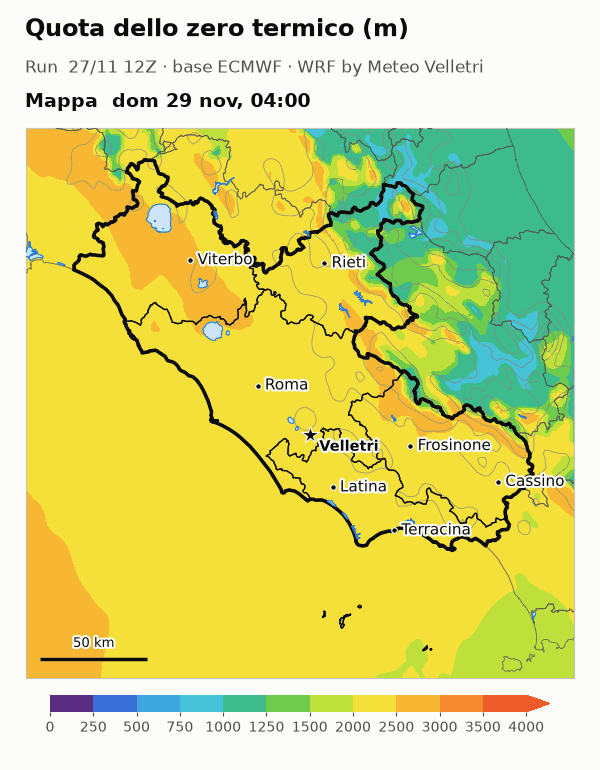 Quota dello zero termico (m)
Run  27/11 12Z · base ECMWF · WRF by Meteo Velletri
Mappa  dom 29 nov, 04:00
Viterbo
Rieti
Roma
Velletri
Frosinone
Cassino
Latina
Terracina
50 km
0 250 500 750 1000 1250 1500 2000 2500 3000 3500 4000